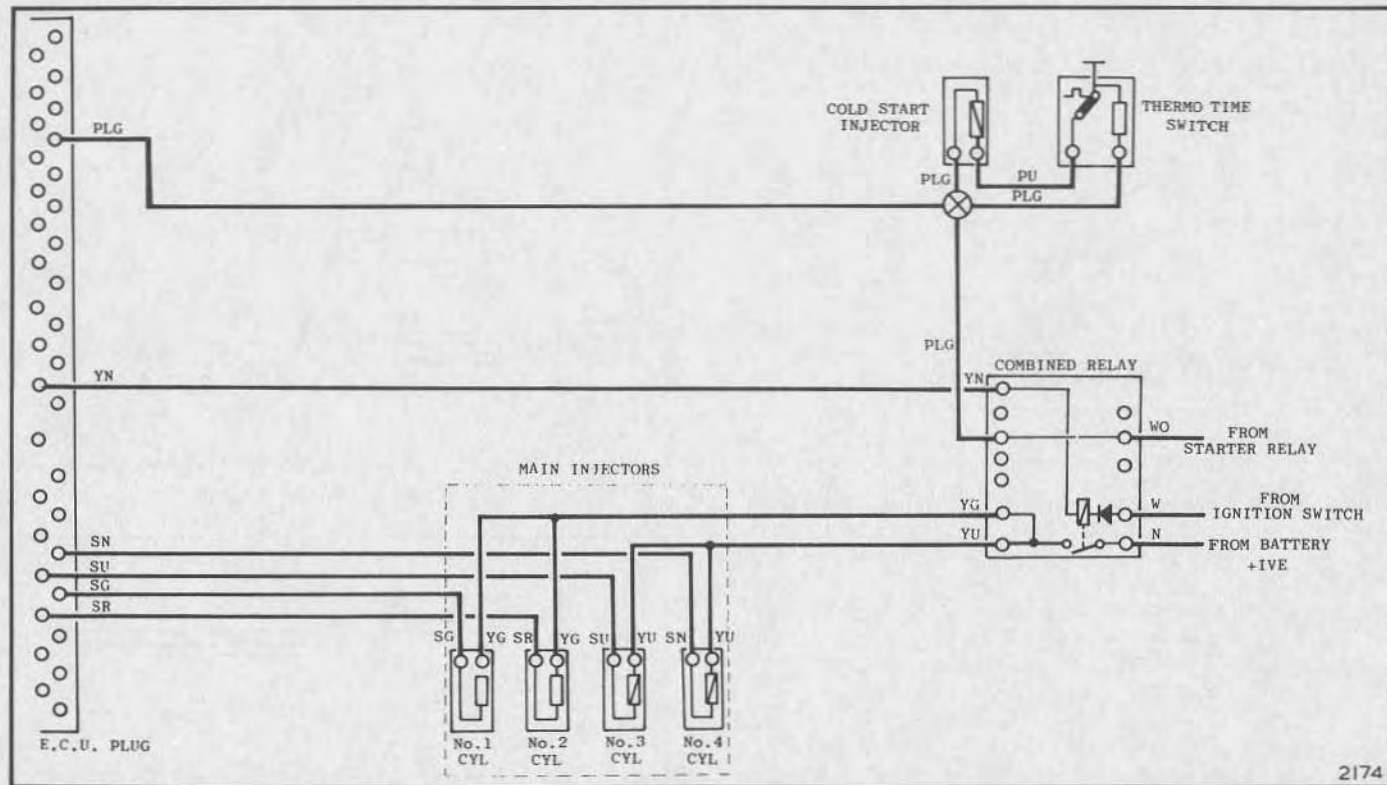 PLG
COLD START
INJECTOR
THERMO TIME
SWITCH
PLG
PU
PLG
PLG
YN
YN
COMBINED RELAY
WO
FROM
STARTER RELAY
MAIN INJECTORS
YG
W
FROM
IGNITION SWITCH
YU
N
FROM BATTERY
+IVE
SN
SU
SG
SR
SG YG SR YG SU YU SN YU
E.C.U. PLUG
No.1
CYL
No.2
CYL
No.3
CYL
No.4
CYL
2174